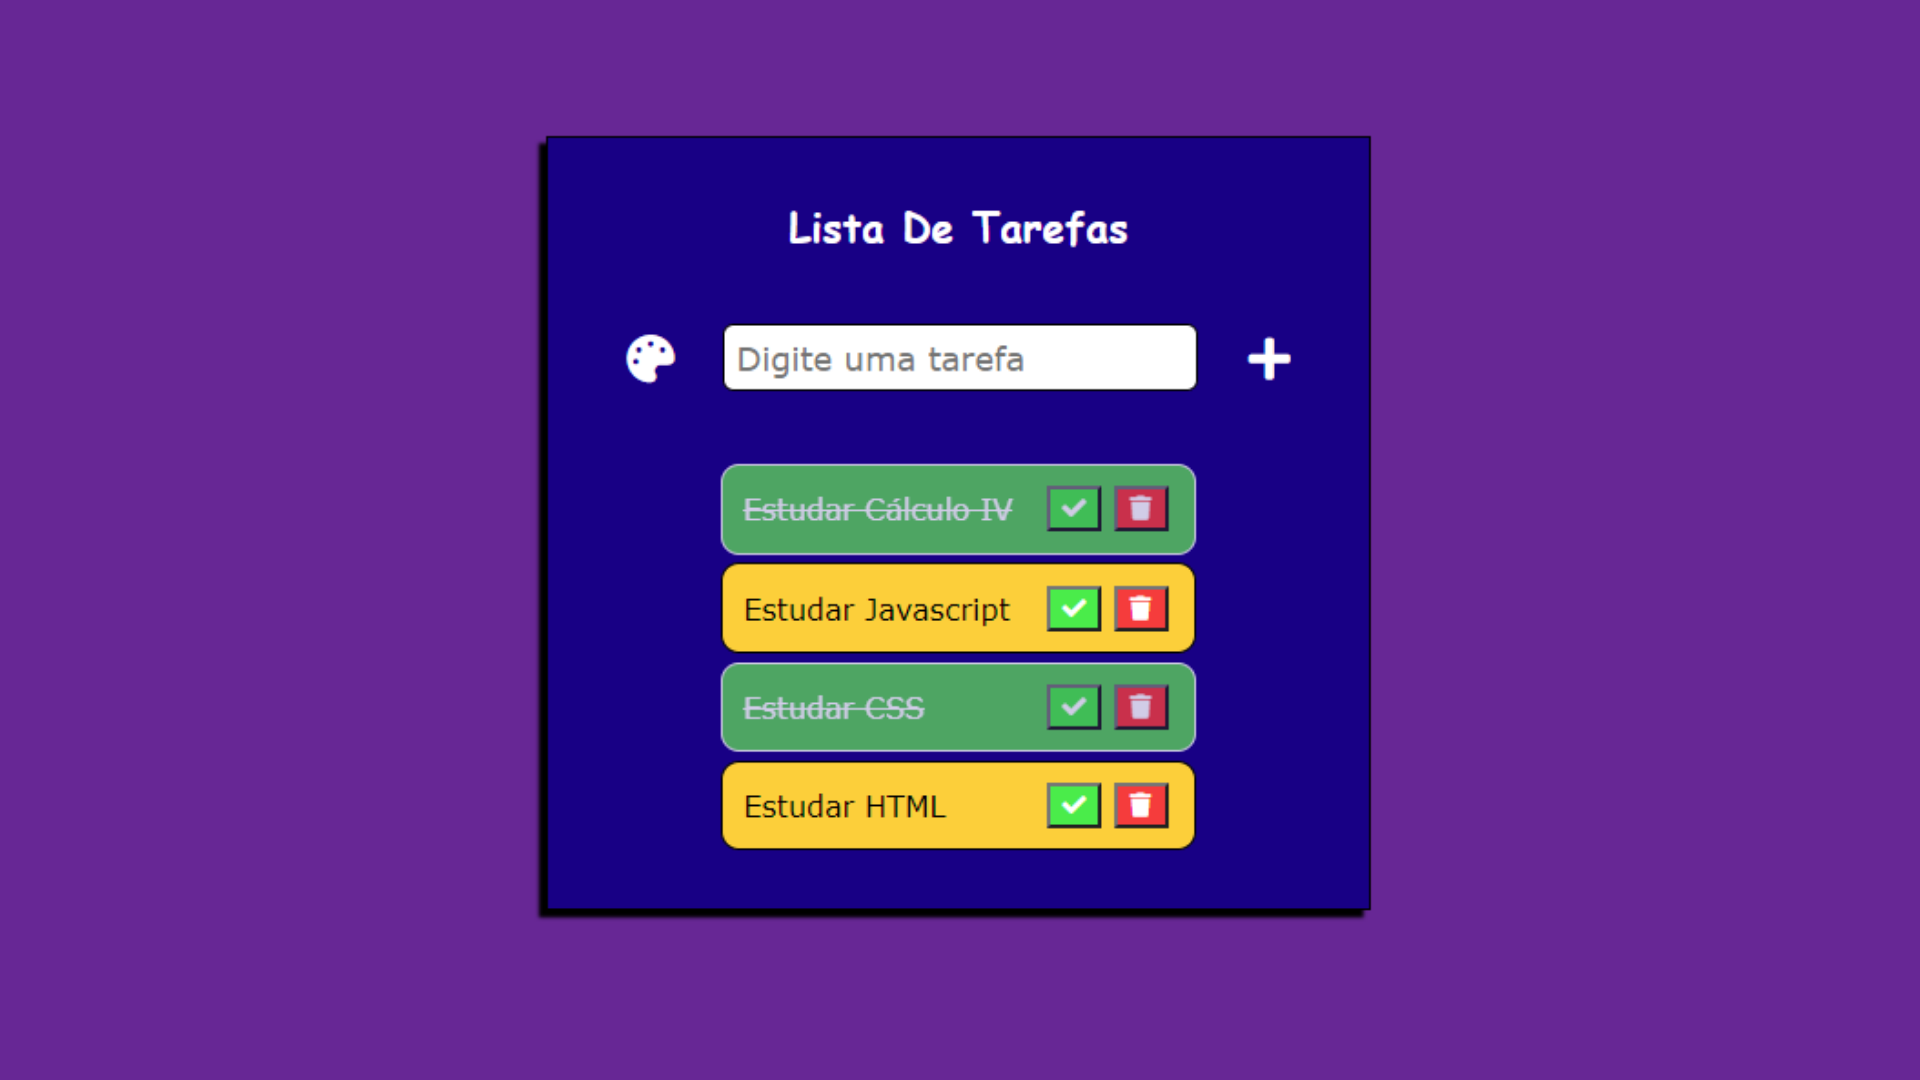 Lista De Tarefas
Digite uma tarefa
Estudar Cálculo IV
Estudar Javascript
Estudar CSS
Estudar HTML